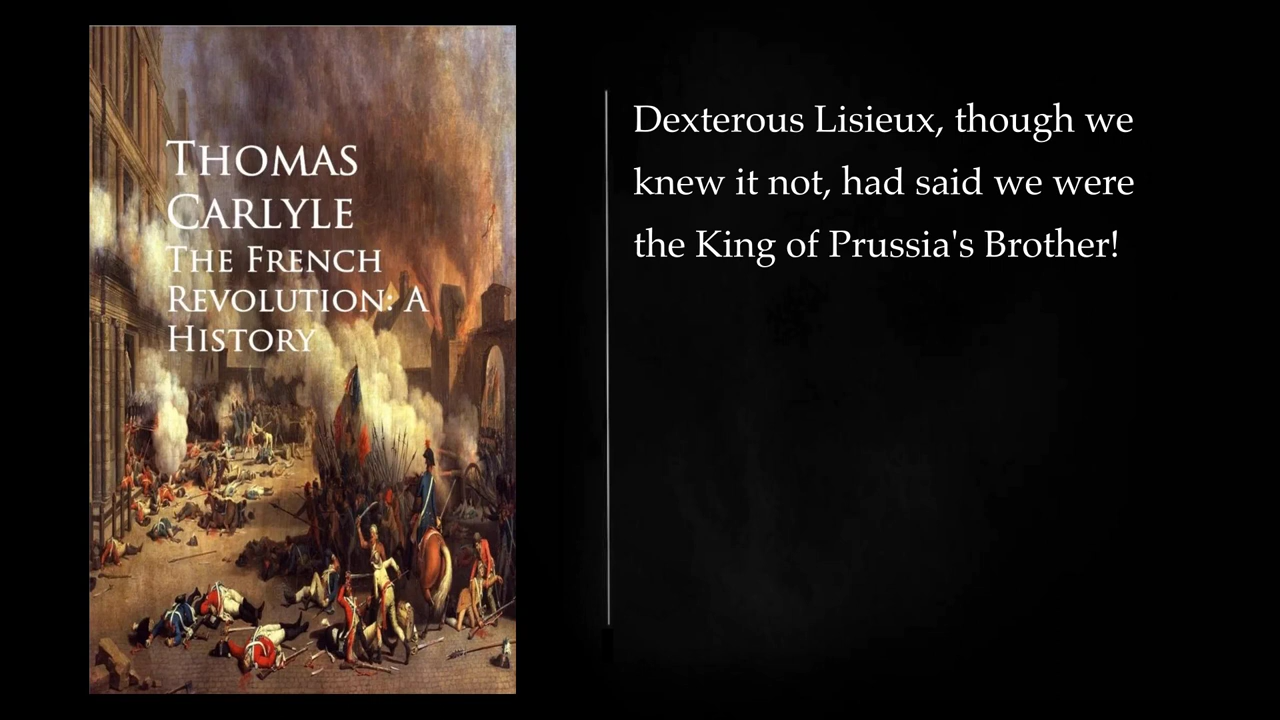 THOMAS
CARLYLE
THE FRENCH
REVOLUTION: A
HISTORY
Dexterous Lisieux, though we
knew it not, had said we were
the King of Prussia's Brother!